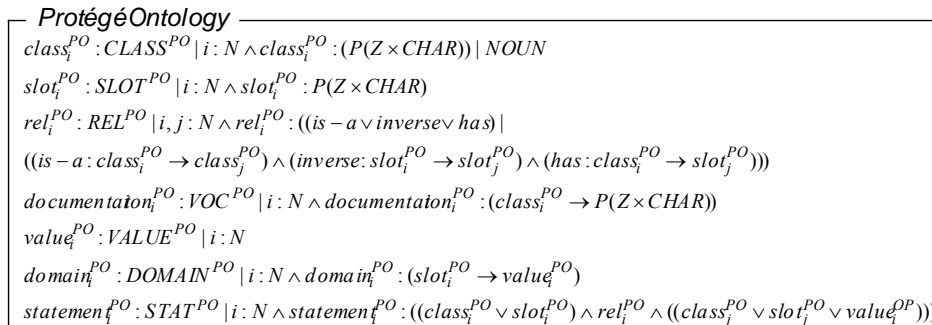 ProtégéOntology
class_i^PO : CLASS^PO | i : N ∧ class_i^PO : (P(Z × CHAR)) | NOUN
slot_i^PO : SLOT^PO | i : N ∧ slot_i^PO : P(Z × CHAR)
rel_i^PO : REL^PO | i, j : N ∧ rel_i^PO : ((is − a ∨ inverse ∨ has) |
((is − a : class_i^PO → class_j^PO) ∧ (inverse : slot_i^PO → slot_j^PO) ∧ (has : class_i^PO → slot_j^PO)))
documentaion_i^PO : VOC^PO | i : N ∧ documentaion_i^PO : (class_i^PO → P(Z × CHAR))
value_i^PO : VALUE^PO | i : N
domain_i^PO : DOMAIN^PO | i : N ∧ domain_i^PO : (slot_i^PO → value_i^PO)
statement_i^PO : STAT^PO | i : N ∧ statement_i^PO : ((class_i^PO ∨ slot_i^PO) ∧ rel_i^PO ∧ ((class_j^PO ∨ slot_j^PO ∨ value_i^OP)))